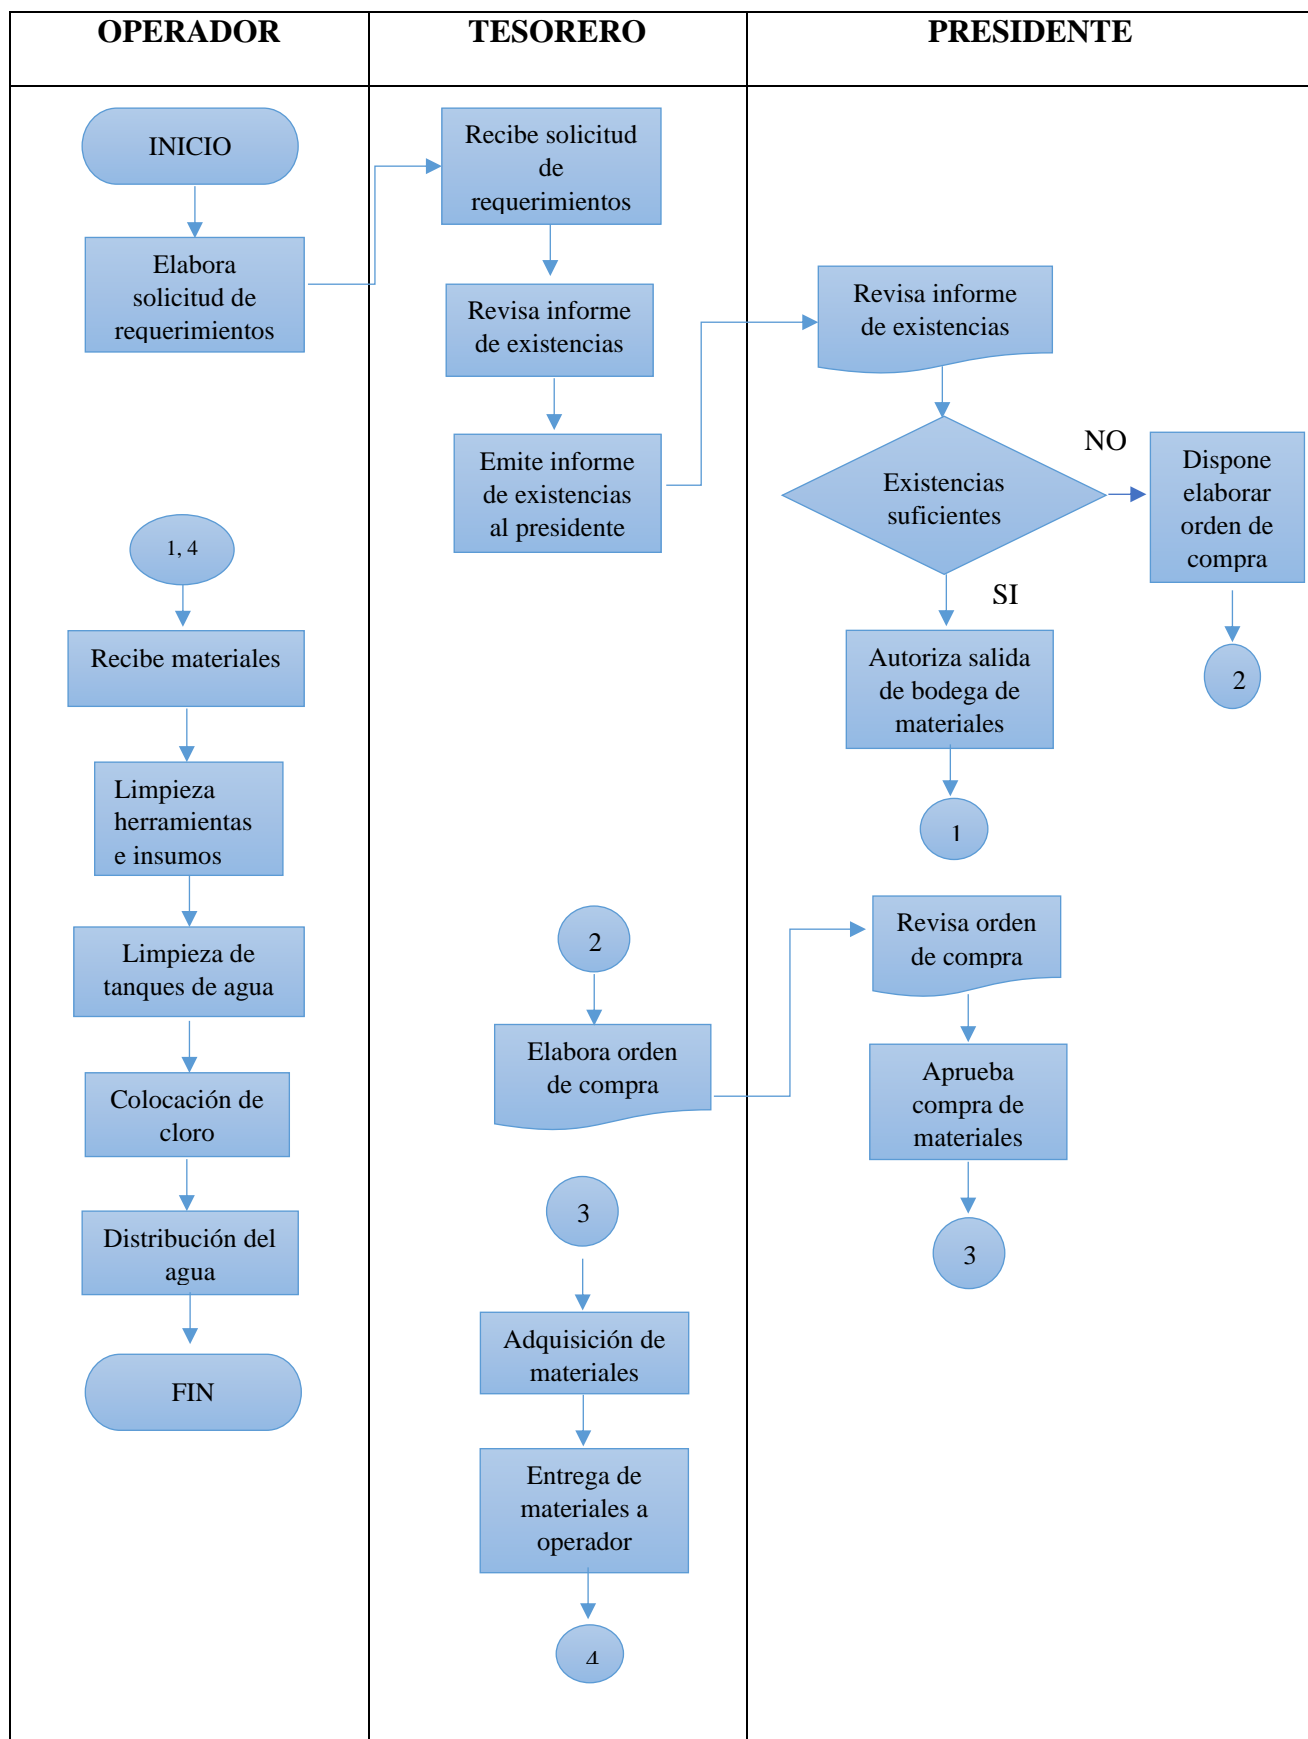 OPERADOR
TESORERO
PRESIDENTE
INICIO
Elabora
solicitud de
requerimientos
1, 4
Recibe materiales
Limpieza
herramientas
e insumos
Limpieza de
tanques de agua
Colocación de
cloro
Distribución del
agua
FIN
Recibe solicitud
de
requerimientos
Revisa informe
de existencias
Emite informe
de existencias
al presidente
2
Elabora orden
de compra
3
Adquisición de
materiales
Entrega de
materiales a
operador
4
Revisa informe
de existencias
Existencias
suficientes
NO
Dispone
elaborar
orden de
compra
2
SI
Autoriza salida
de bodega de
materiales
1
Revisa orden
de compra
Aprueba
compra de
materiales
3